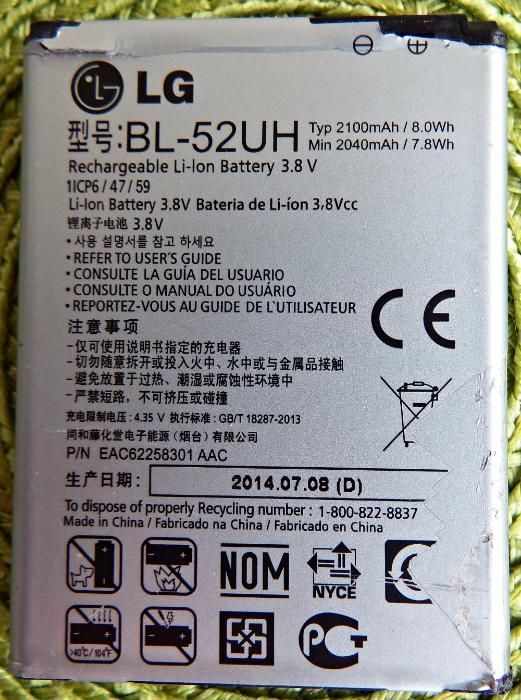 LG
型号:BL-52UH Typ 2100mAh / 8.0Wh
Min 2040mAh / 7.8Wh
Rechargeable Li-Ion Battery 3.8 V
1ICP6 / 47 / 59
Li-Ion Battery 3.8V Bateria de Li-íon 3,8Vcc
锂离子电池 3.8V
• 사용 설명서를 참고 하세요
• REFER TO USER'S GUIDE
• CONSULTE LA GUÍA DEL USUARIO
• CONSULTE O MANUAL DO USUÁRIO
• REPORTEZ-VOUS AU GUIDE DE L'UTILISATEUR
CE
注意事项
-仅可使用说明书指定的充电器
-切勿随意拆开或投入火中、水中或与金属品接触
-避免放置于过热、潮湿或腐蚀性环境中
-严禁短路，不可挤压或碰撞
充电限制电压: 4.35 V 执行标准: GB/T 18287-2013
同和藤化堂电子能源（烟台）有限公司
P/N EAC62258301 AAC
生产日期: 2014.07.08 (D)
To dispose of properly Recycling number : 1-800-822-8837
Made in China / Fabricado na China / Fabricado en China
NOM
NYCE
>40°C / 104°F